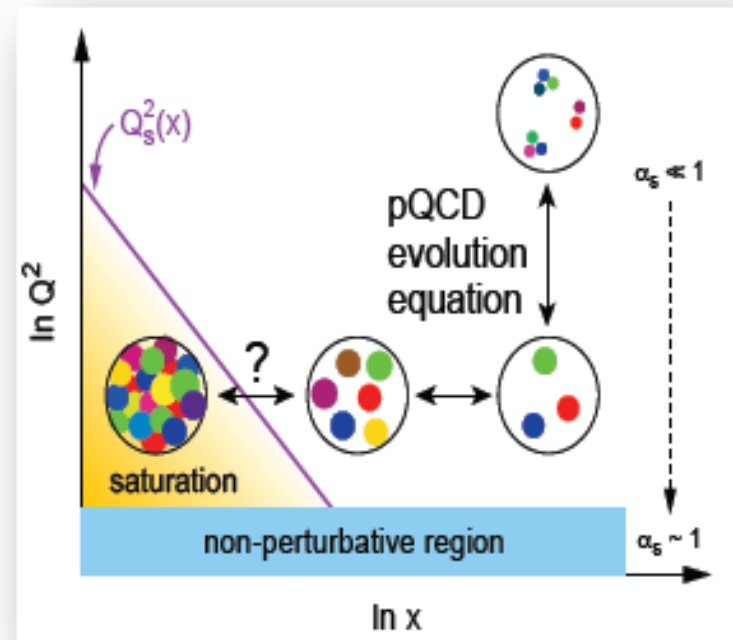 Q²ₛ(x)
αₛ ≪ 1
pQCD
evolution
equation
ln Q²
?
saturation
non-perturbative region
αₛ ~ 1
ln x